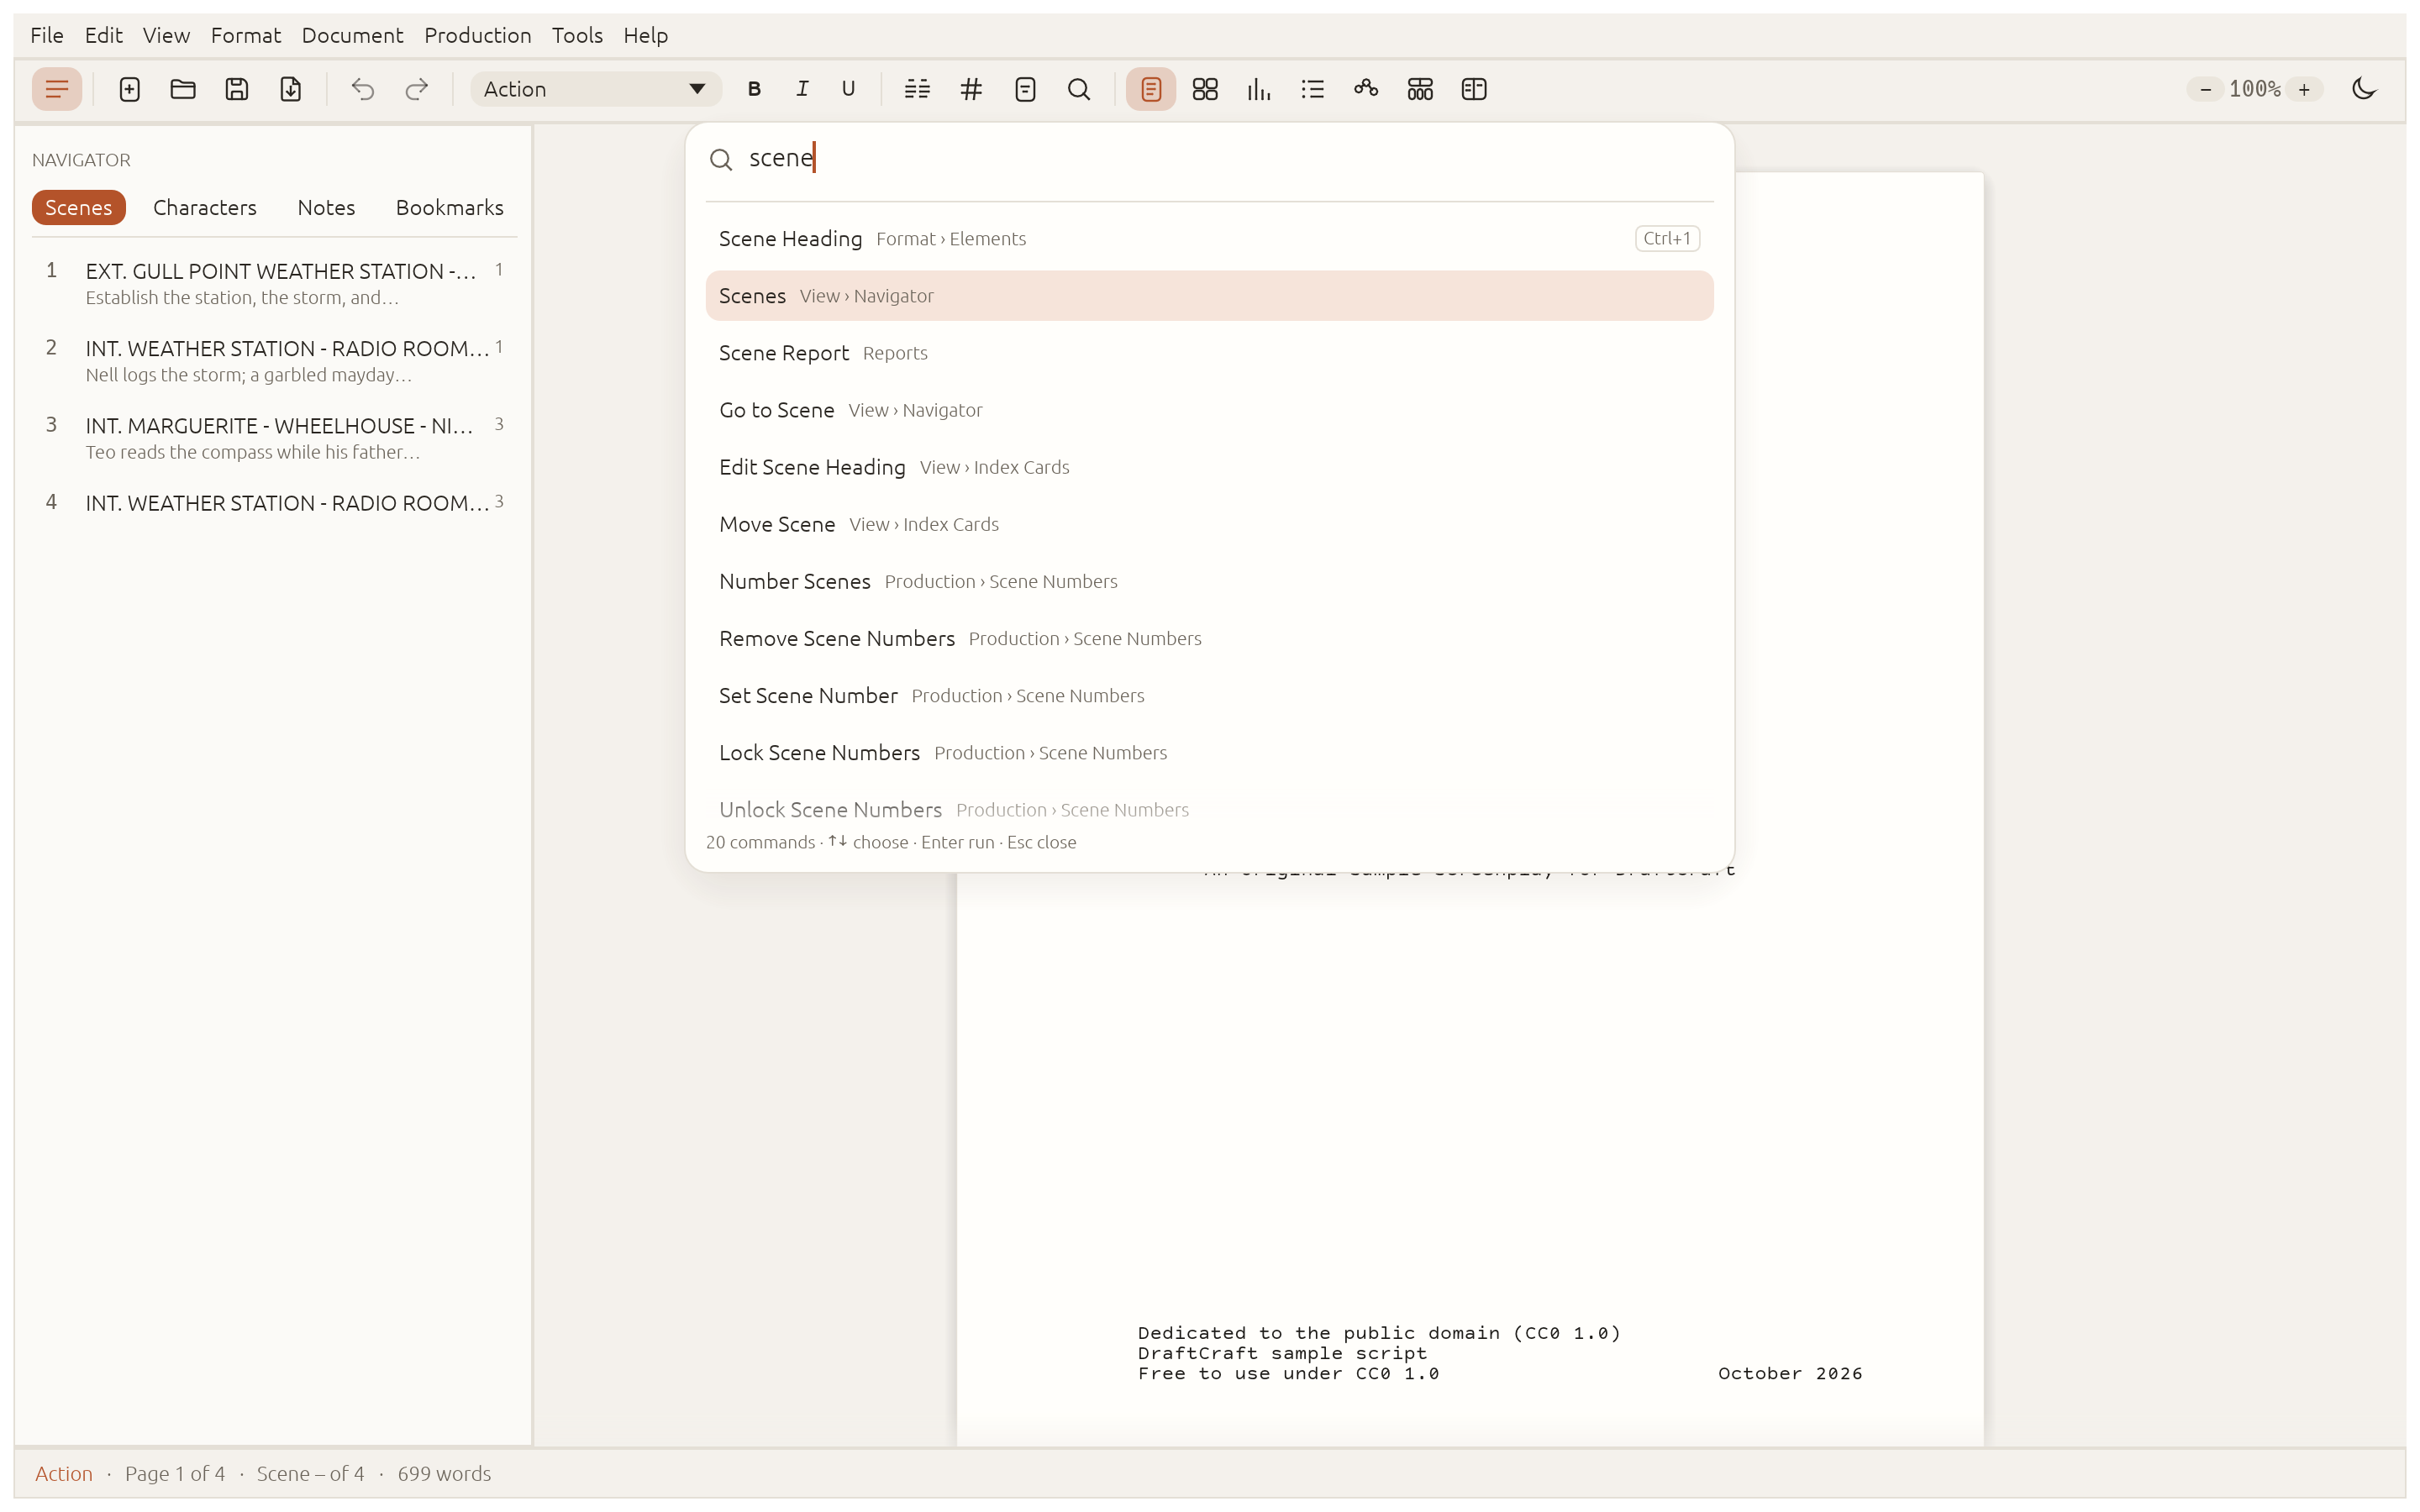 File Edit View Format Document Production Tools Help
Action B I U 100%
NAVIGATOR
Scenes Characters Notes Bookmarks
1 EXT. GULL POINT WEATHER STATION -... 1
Establish the station, the storm, and...
2 INT. WEATHER STATION - RADIO ROOM... 1
Nell logs the storm; a garbled mayday...
3 INT. MARGUERITE - WHEELHOUSE - NI... 3
Teo reads the compass while his father...
4 INT. WEATHER STATION - RADIO ROOM... 3
scene
Scene Heading Format › Elements Ctrl+1
Scenes View › Navigator
Scene Report Reports
Go to Scene View › Navigator
Edit Scene Heading View › Index Cards
Move Scene View › Index Cards
Number Scenes Production › Scene Numbers
Remove Scene Numbers Production › Scene Numbers
Set Scene Number Production › Scene Numbers
Lock Scene Numbers Production › Scene Numbers
Unlock Scene Numbers Production › Scene Numbers
20 commands · ↑↓ choose · Enter run · Esc close
Dedicated to the public domain (CC0 1.0)
DraftCraft sample script
Free to use under CC0 1.0 October 2026
Action · Page 1 of 4 · Scene – of 4 · 699 words